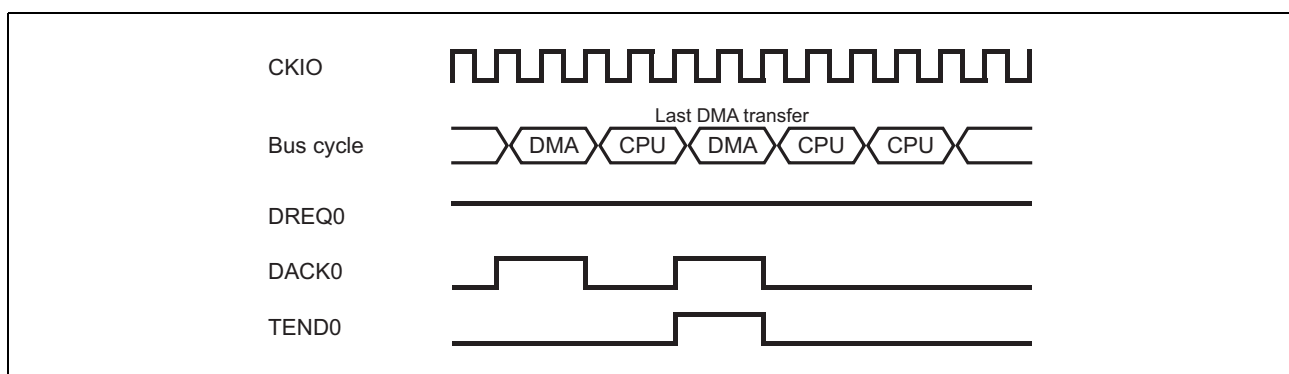 CKIO
Last DMA transfer
Bus cycle DMA CPU DMA CPU CPU
DREQ0
DACK0
TEND0